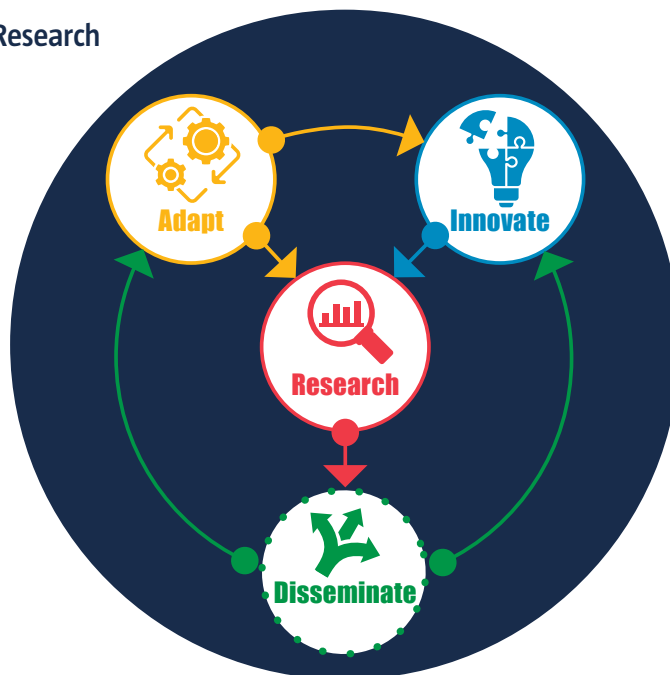 Research
Adapt
Innovate
Research
Disseminate